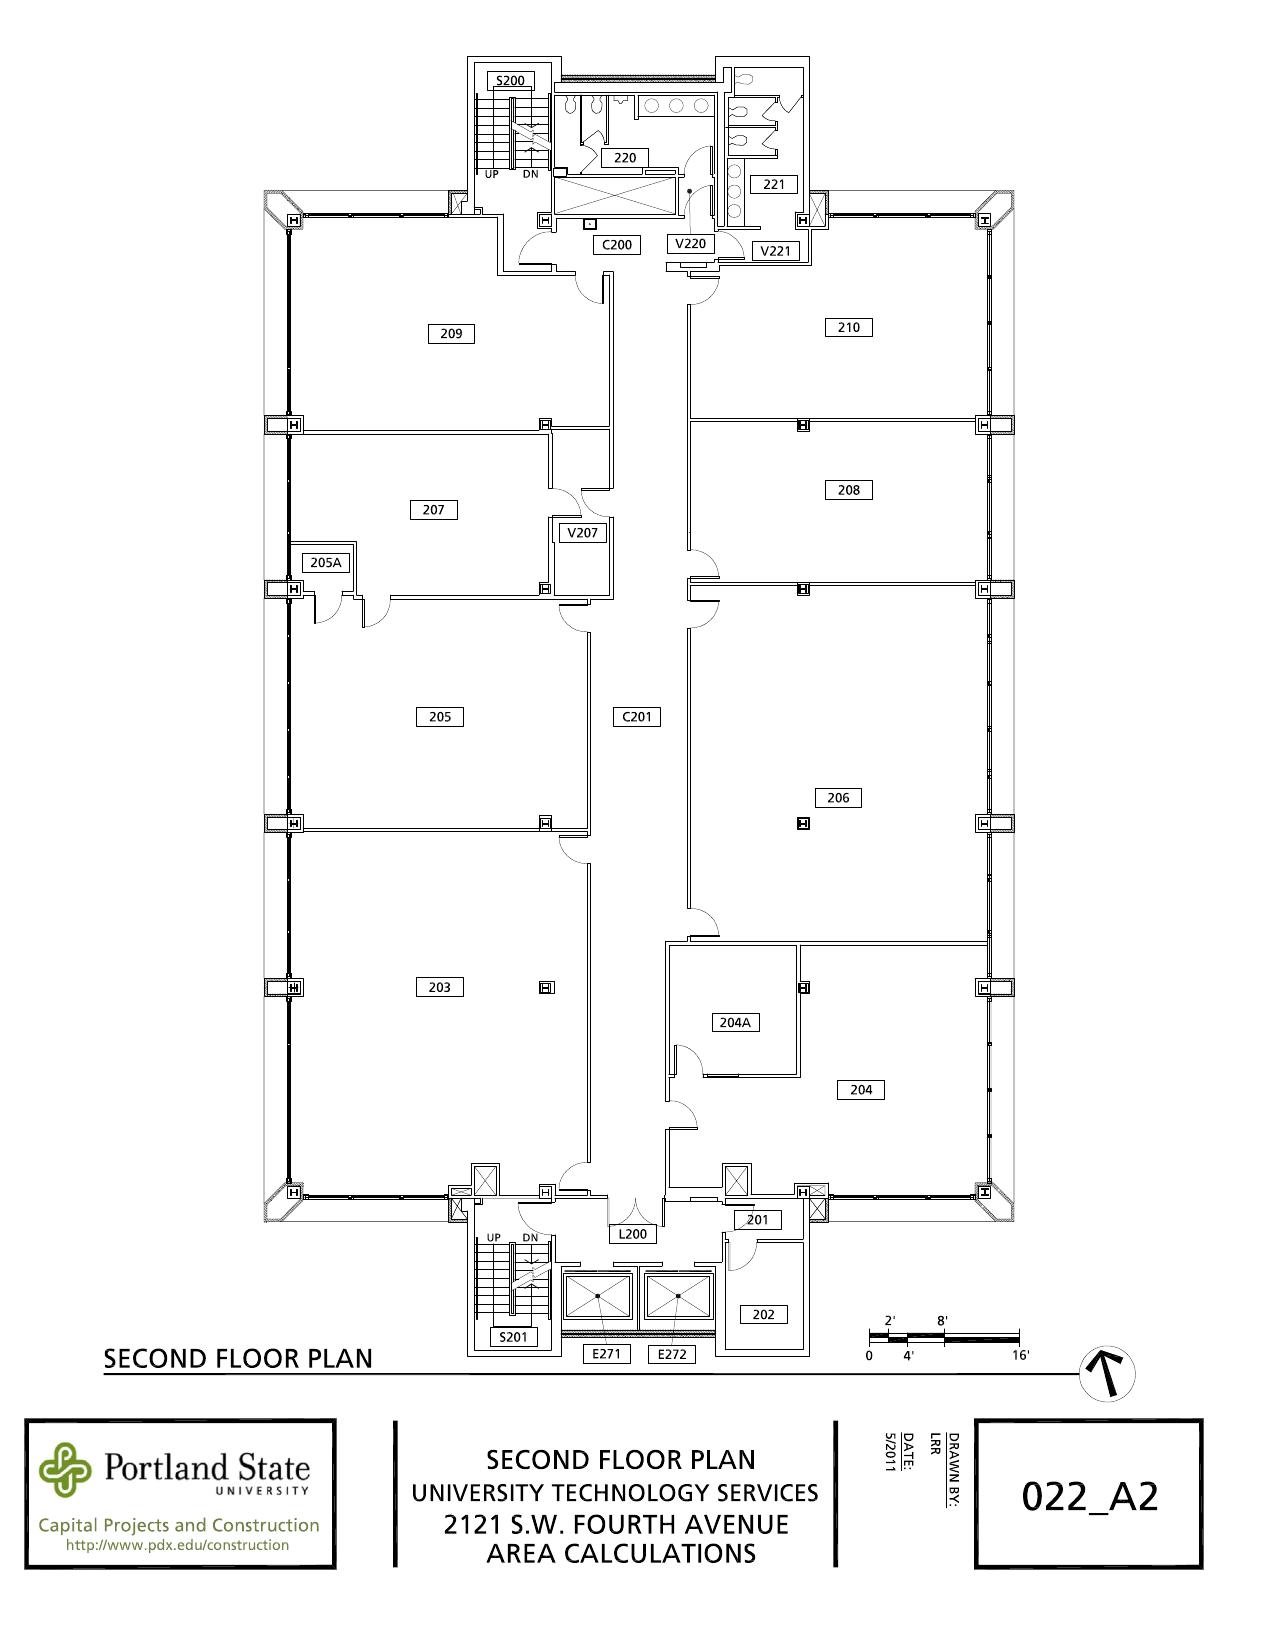 S200
UP DN
220
221
C200
V220
V221
209
210
207
208
V207
205A
205
C201
206
203
204A
204
201
L200
UP DN
202
S201
E271
E272
2' 8'
0 4' 16'
SECOND FLOOR PLAN
Portland State
UNIVERSITY
Capital Projects and Construction
http://www.pdx.edu/construction
SECOND FLOOR PLAN
UNIVERSITY TECHNOLOGY SERVICES
2121 S.W. FOURTH AVENUE
AREA CALCULATIONS
DRAWN BY:
LRR
DATE:
5/2011
022_A2